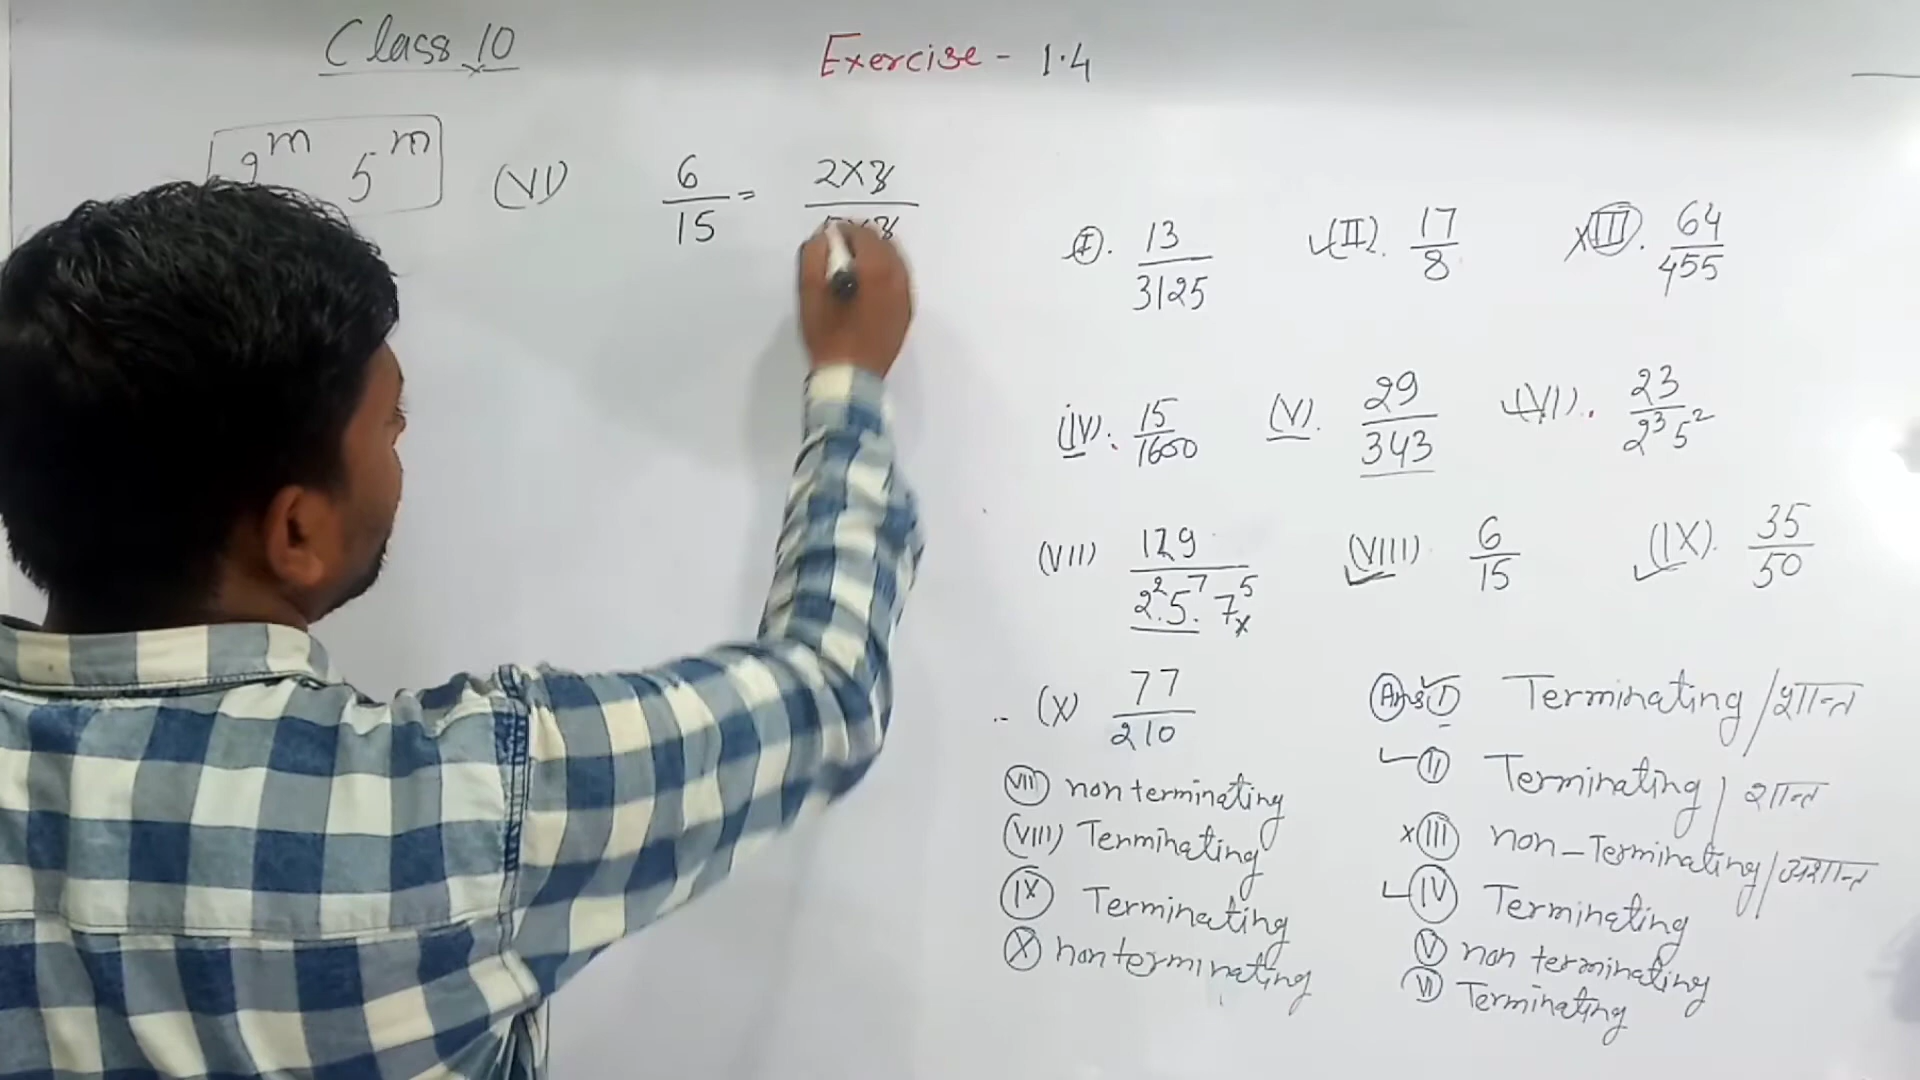 Class 10
Exercise - 1.4
2^m 5^m
(VI) 6/15 = 2×3/5×3
(I). 13/3125
(II). 17/8
×(III). 64/455
(IV). 15/1600
(V). 29/343
(VI). 23/2^3 5^2
(VII) 129/2^2.5^7.7^5 ×
(VIII) 6/15
(IX). 35/50
(X) 77/210
(VII) non terminating
(VIII) Terminating
(IX) Terminating
(X) non terminating
Ans (I) Terminating / शान्त
(II) Terminating / शान्त
×(III) non-Terminating / अशान्त
(IV) Terminating
(V) non terminating
(VI) Terminating